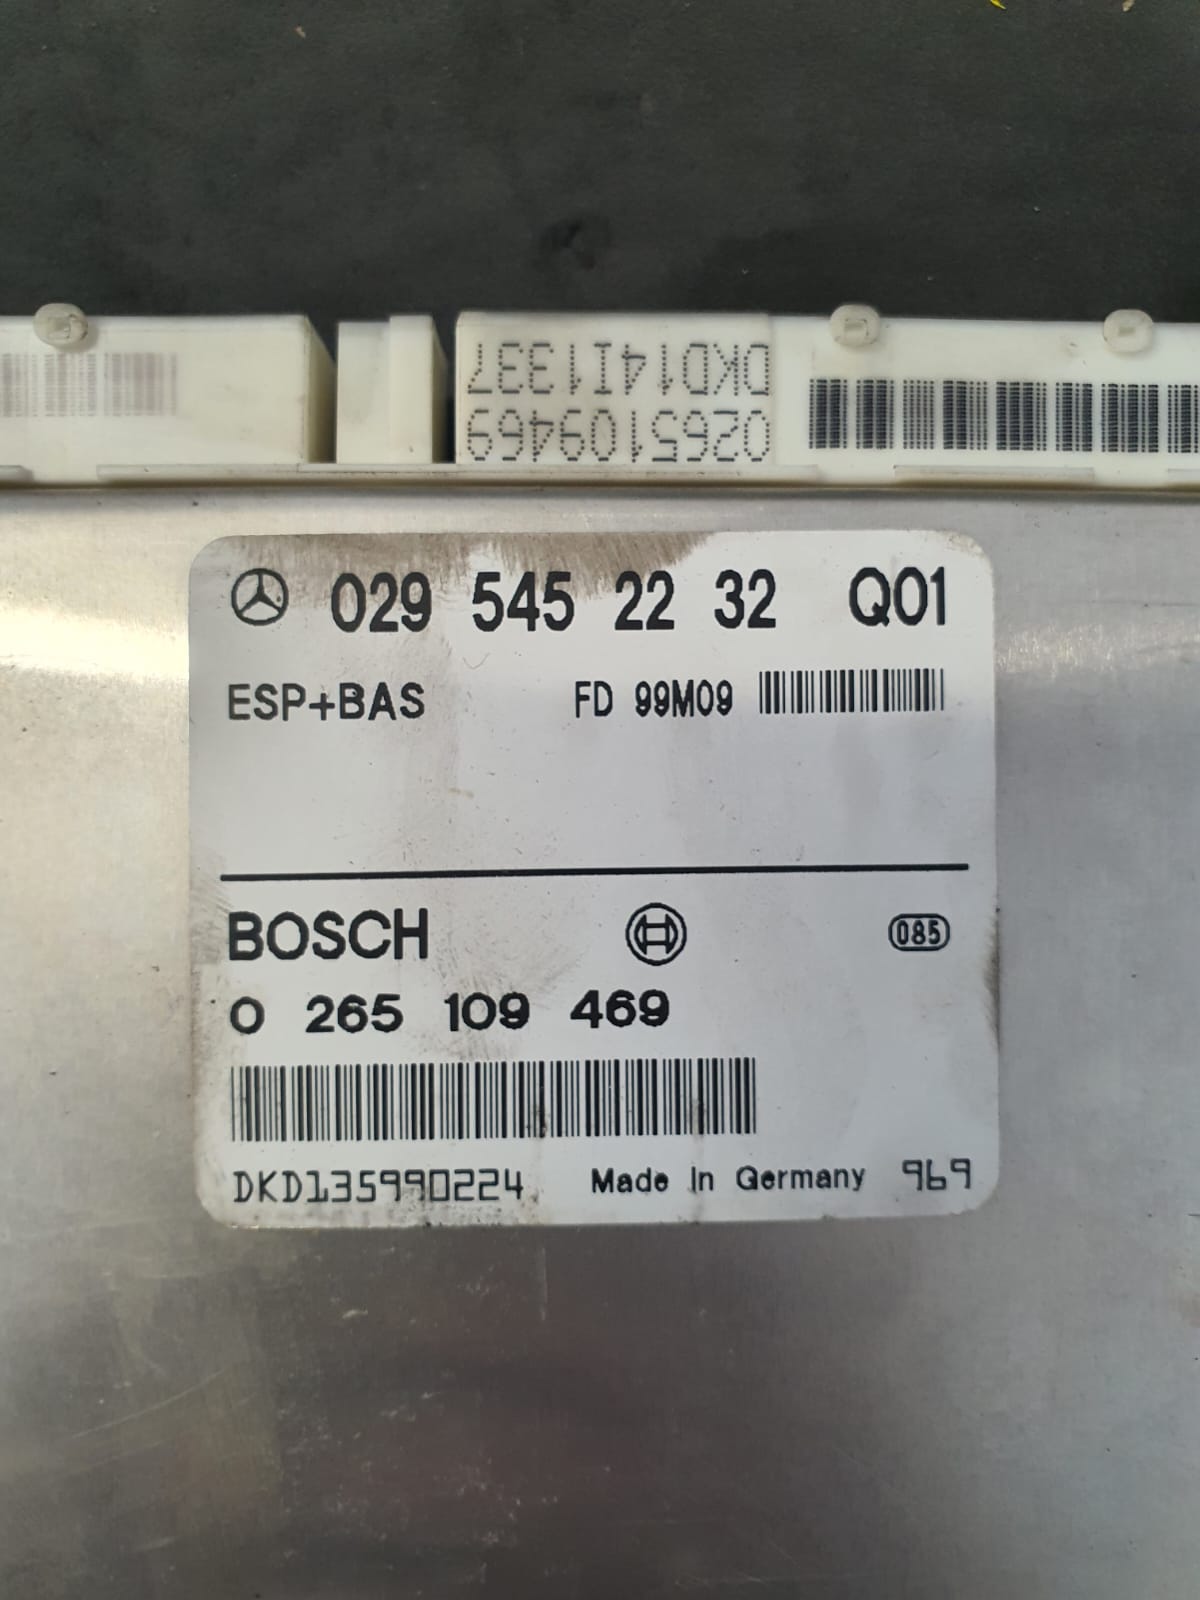 DKD14I1337
0265109469
029 545 22 32 Q01
ESP+BAS FD 99M09
BOSCH 085
0 265 109 469
DKD135990224 Made In Germany 969